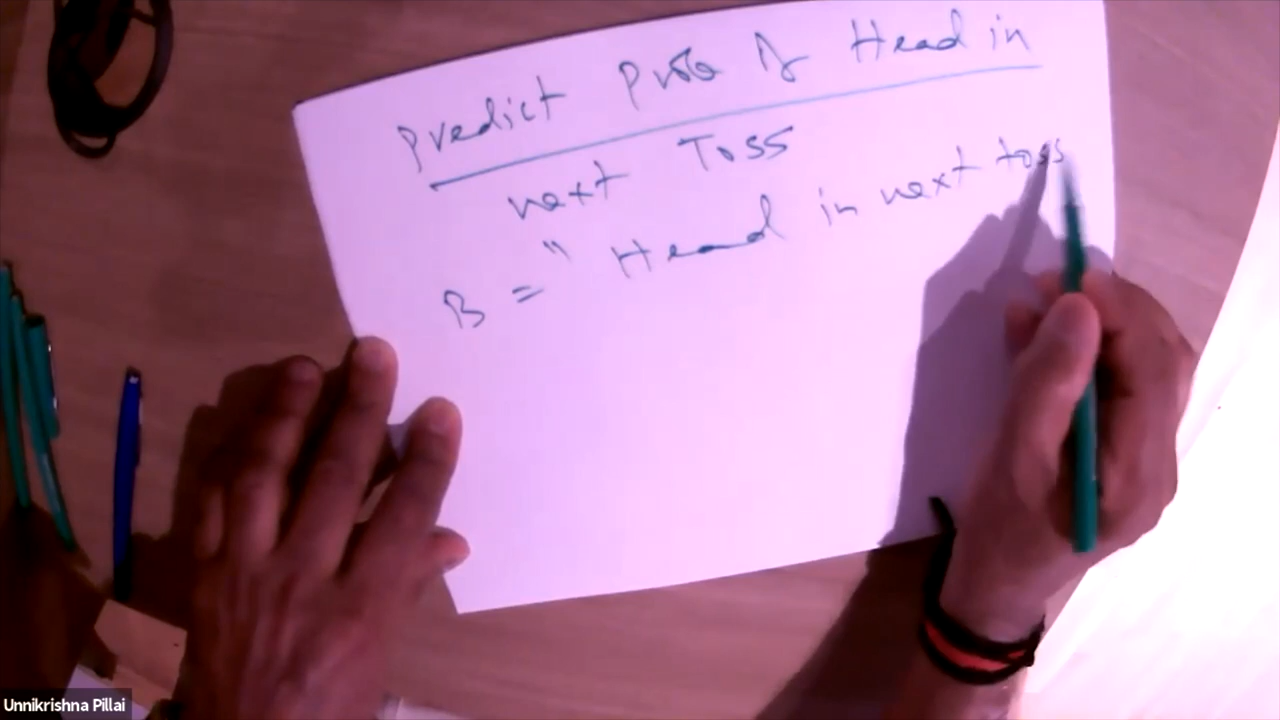 Predict Prob of Head in
next Toss
B = " Head in next toss
Unnikrishna Pillai